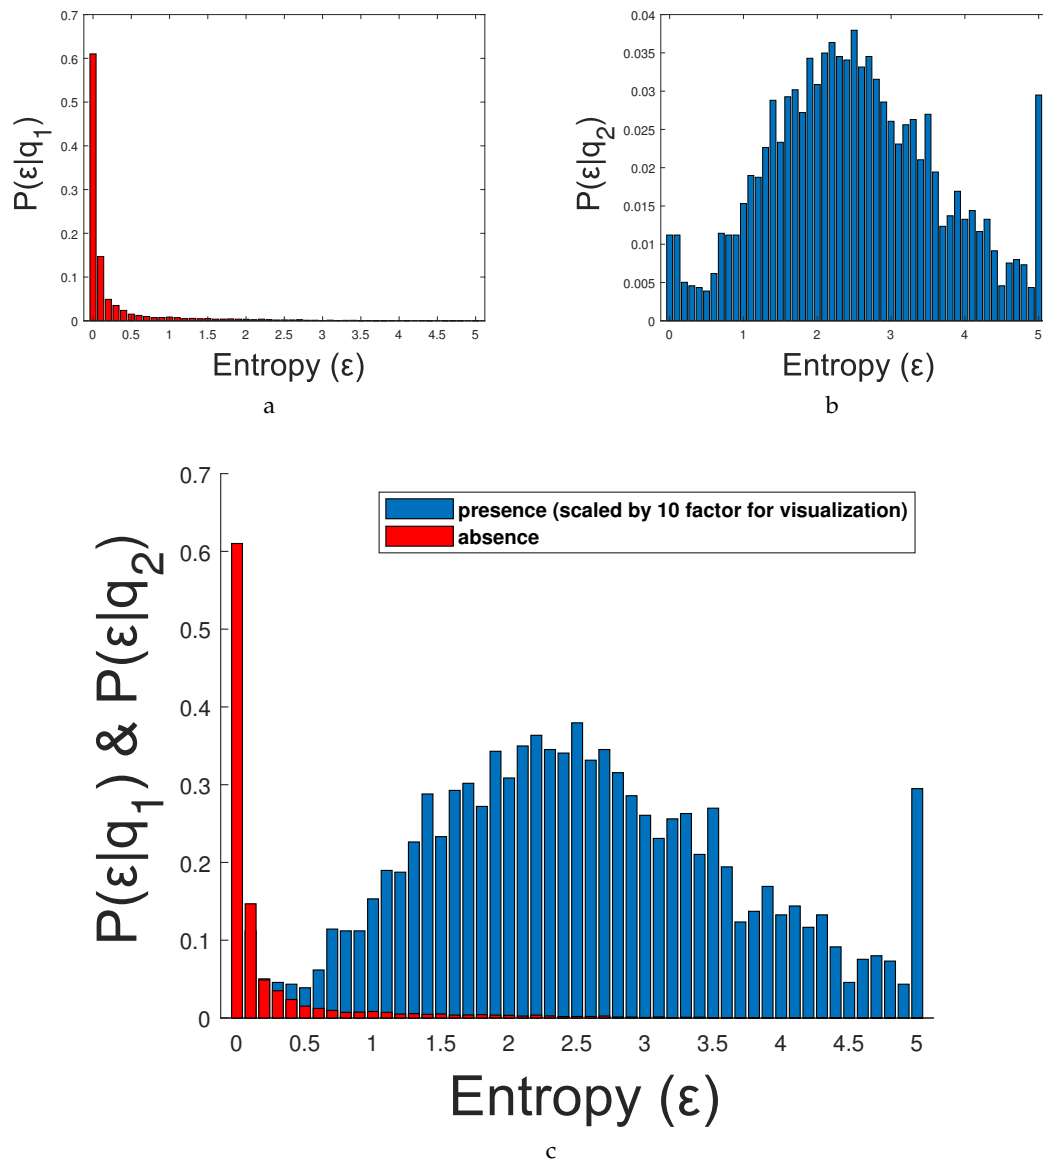 0.7
0.6
0.5
0.4
0.3
0.2
0.1
0
P(ε|q1)
0 0.5 1 1.5 2 2.5 3 3.5 4 4.5 5
Entropy (ε)
a
0.04
0.035
0.03
0.025
0.02
0.015
0.01
0.005
0
P(ε|q2)
0 1 2 3 4 5
Entropy (ε)
b
0.7
0.6
0.5
0.4
0.3
0.2
0.1
0
P(ε|q1) & P(ε|q2)
presence (scaled by 10 factor for visualization)
absence
0 0.5 1 1.5 2 2.5 3 3.5 4 4.5 5
Entropy (ε)
c